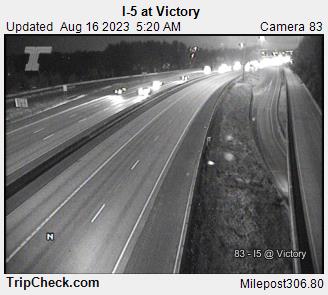 I-5 at Victory
Updated Aug 16 2023 5:20 AM Camera 83
T
N
83 - I5 @ Victory
TripCheck.com Milepost306.80